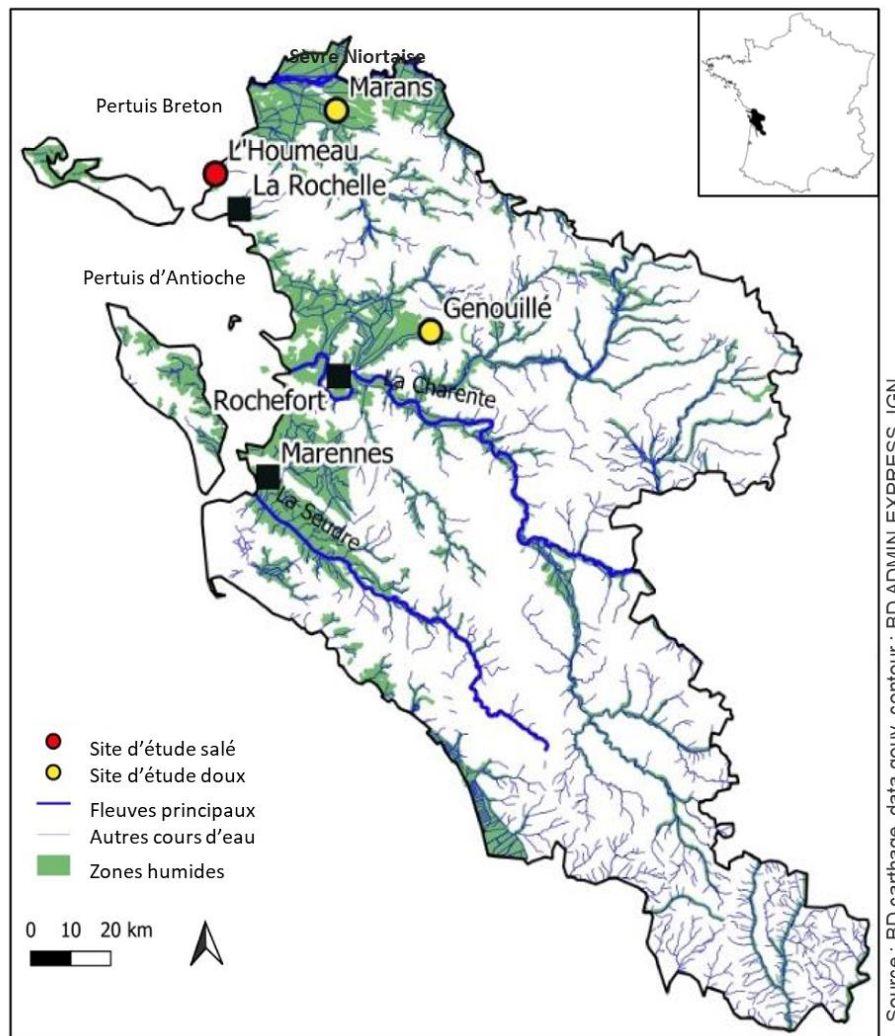 Sèvre Niortaise
Marans
Pertuis Breton
L'Houmeau
La Rochelle
Pertuis d'Antioche
Genouillé
La Charente
Rochefort
Marennes
La Seudre
Site d'étude salé
Site d'étude doux
Fleuves principaux
Autres cours d'eau
Zones humides
0 10 20 km
Source : BD carthage, data.gouv, contour : BD ADMIN EXPRESS, IGN